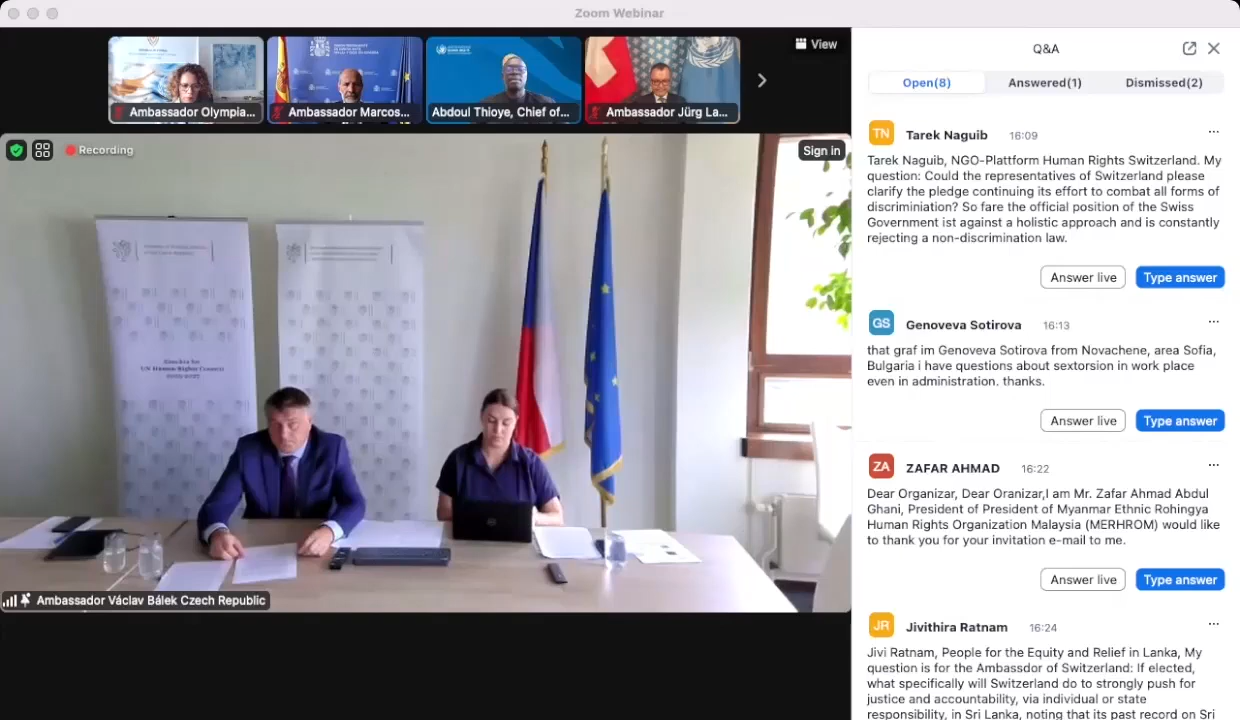 Zoom Webinar
Ambassador Olympia...
Ambassador Marcos...
Abdoul Thioye, Chief of...
Ambassador Jürg La...
View
Recording
Sign in
UN Human Rights Council
Ambassador Václav Bálek Czech Republic
Q&A
Open(8)
Answered(1)
Dismissed(2)
TN
Tarek Naguib
16:09
Tarek Naguib, NGO-Plattform Human Rights Switzerland. My
question: Could the representatives of Switzerland please
clarify the pledge continuing its effort to combat all forms of
discriminiation? So fare the official position of the Swiss
Government ist against a holistic approach and is constantly
rejecting a non-discrimination law.
Answer live
Type answer
GS
Genoveva Sotirova
16:13
that graf im Genoveva Sotirova from Novachene, area Sofia,
Bulgaria i have questions about sextorsion in work place
even in administration. thanks.
Answer live
Type answer
ZA
ZAFAR AHMAD
16:22
Dear Organizar, Dear Oranizar,I am Mr. Zafar Ahmad Abdul
Ghani, President of President of Myanmar Ethnic Rohingya
Human Rights Organization Malaysia (MERHROM) would like
to thank you for your invitation e-mail to me.
Answer live
Type answer
JR
Jivithira Ratnam
16:24
Jivi Ratnam, People for the Equity and Relief in Lanka, My
question is for the Ambassdor of Switzerland: If elected,
what specifically will Switzerland do to strongly push for
justice and accountability, via individual or state
responsibility, in Sri Lanka, noting that its past record on Sri